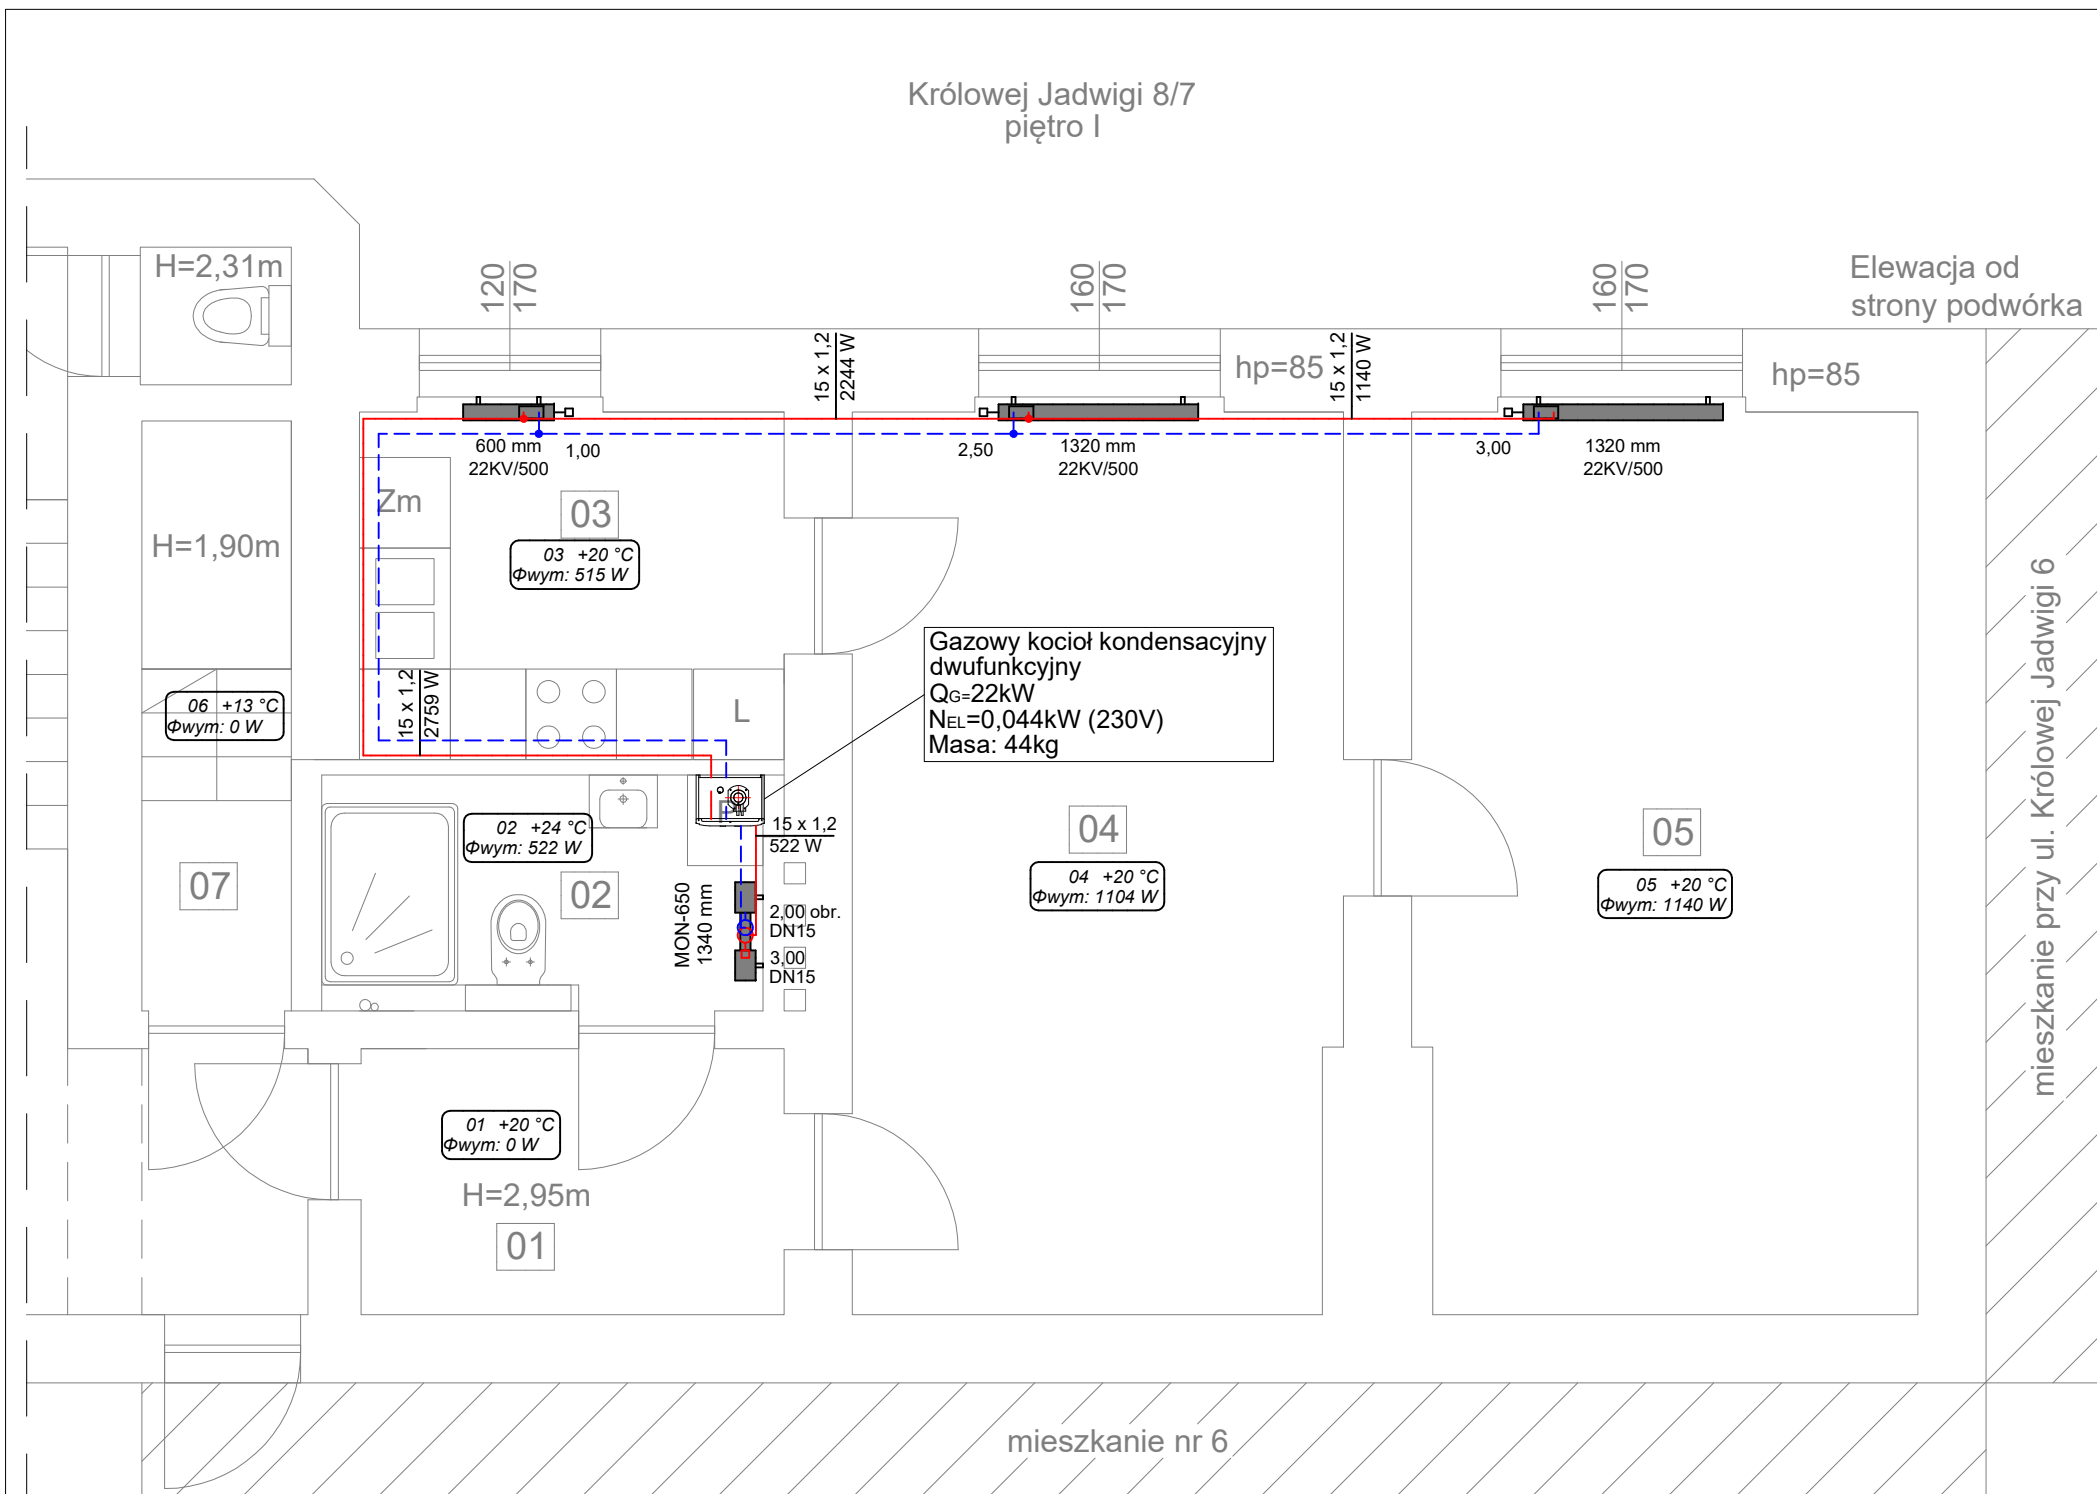 Królowej Jadwigi 8/7
piętro I
H=2,31m
120
170
160
170
160
170
Elewacja od
strony podwórka
15 x 1,2
2244 W
hp=85
15 x 1,2
1140 W
hp=85
600 mm
22KV/500
1,00
2,50
1320 mm
22KV/500
3,00
1320 mm
22KV/500
Zm
03
H=1,90m
03 +20 °C
Φwym: 515 W
Gazowy kocioł kondensacyjny
dwufunkcyjny
QG=22kW
NEL=0,044kW (230V)
Masa: 44kg
mieszkanie przy ul. Królowej Jadwigi 6
15 x 1,2
2759 W
L
06 +13 °C
Φwym: 0 W
P
15 x 1,2
522 W
02 +24 °C
Φwym: 522 W
04
05
04 +20 °C
Φwym: 1104 W
05 +20 °C
Φwym: 1140 W
07
02
MON-650
1340 mm
2,00 obr.
DN15
3,00
DN15
01 +20 °C
Φwym: 0 W
H=2,95m
01
mieszkanie nr 6